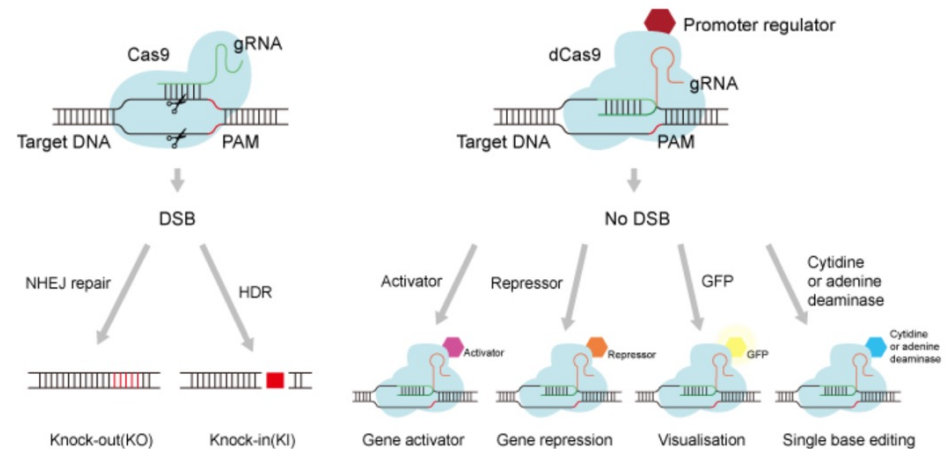 Cas9
gRNA
Target DNA
PAM
DSB
NHEJ repair
HDR
Knock-out(KO)
Knock-in(KI)
Promoter regulator
dCas9
gRNA
Target DNA
PAM
No DSB
Activator
Repressor
GFP
Cytidine
or adenine
deaminase
Activator
Repressor
GFP
Cytidine
or adenine
deaminase
Gene activator
Gene repression
Visualisation
Single base editing